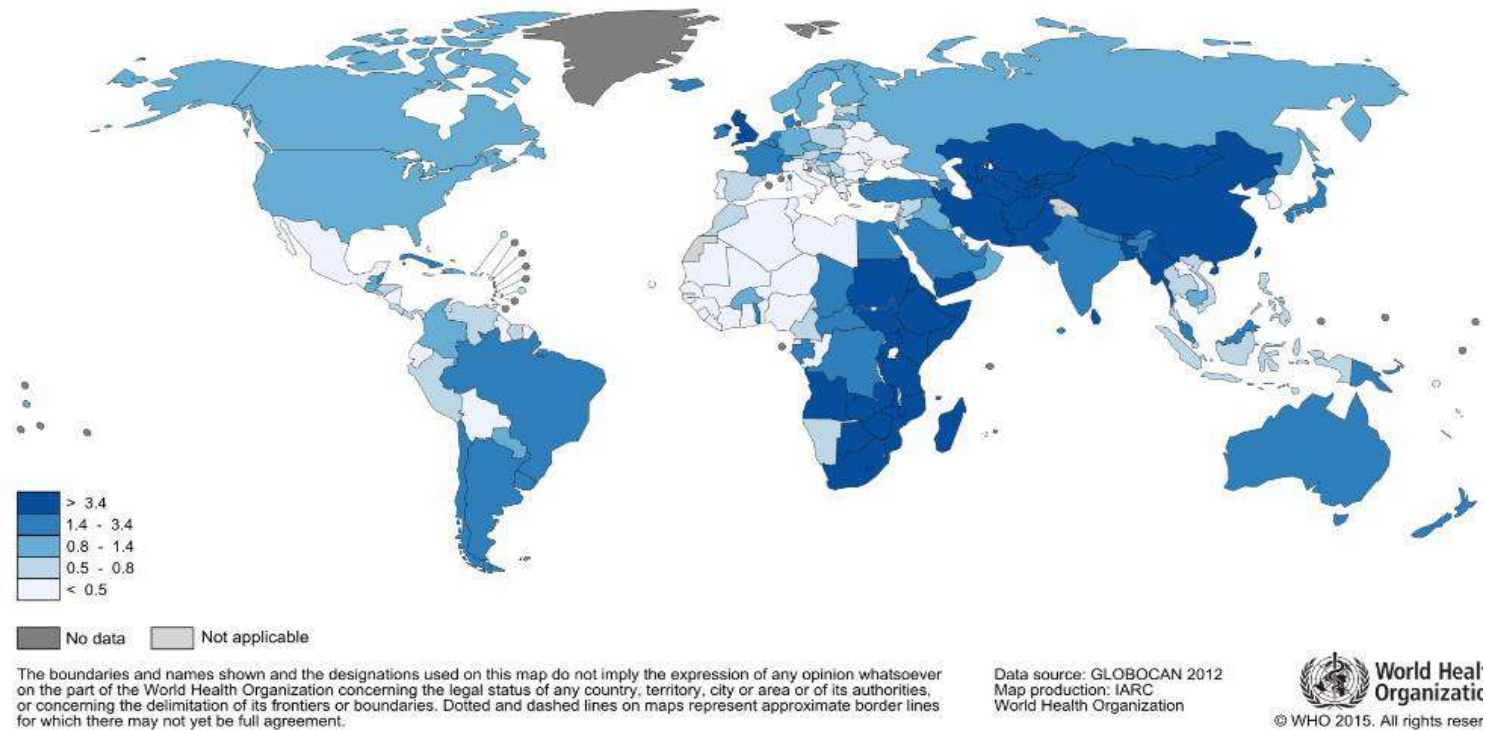 > 3.4
1.4 - 3.4
0.8 - 1.4
0.5 - 0.8
< 0.5
No data
Not applicable
The boundaries and names shown and the designations used on this map do not imply the expression of any opinion whatsoever
on the part of the World Health Organization concerning the legal status of any country, territory, city or area or of its authorities,
or concerning the delimitation of its frontiers or boundaries. Dotted and dashed lines on maps represent approximate border lines
for which there may not yet be full agreement.
Data source: GLOBOCAN 2012
Map production: IARC
World Health Organization
World Healt
Organizatio
© WHO 2015. All rights reser